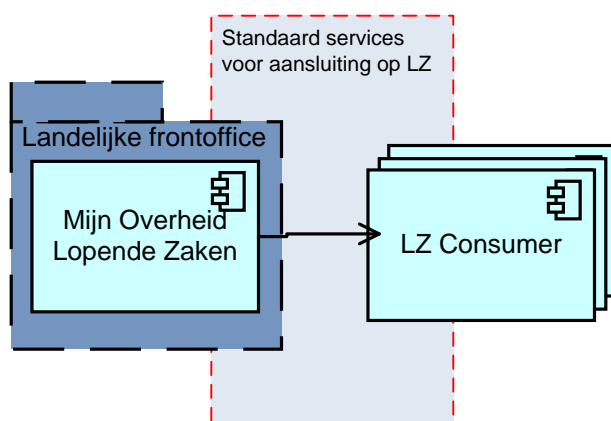 Standaard services
voor aansluiting op LZ
Landelijke frontoffice
Mijn Overheid
Lopende Zaken
LZ Consumer